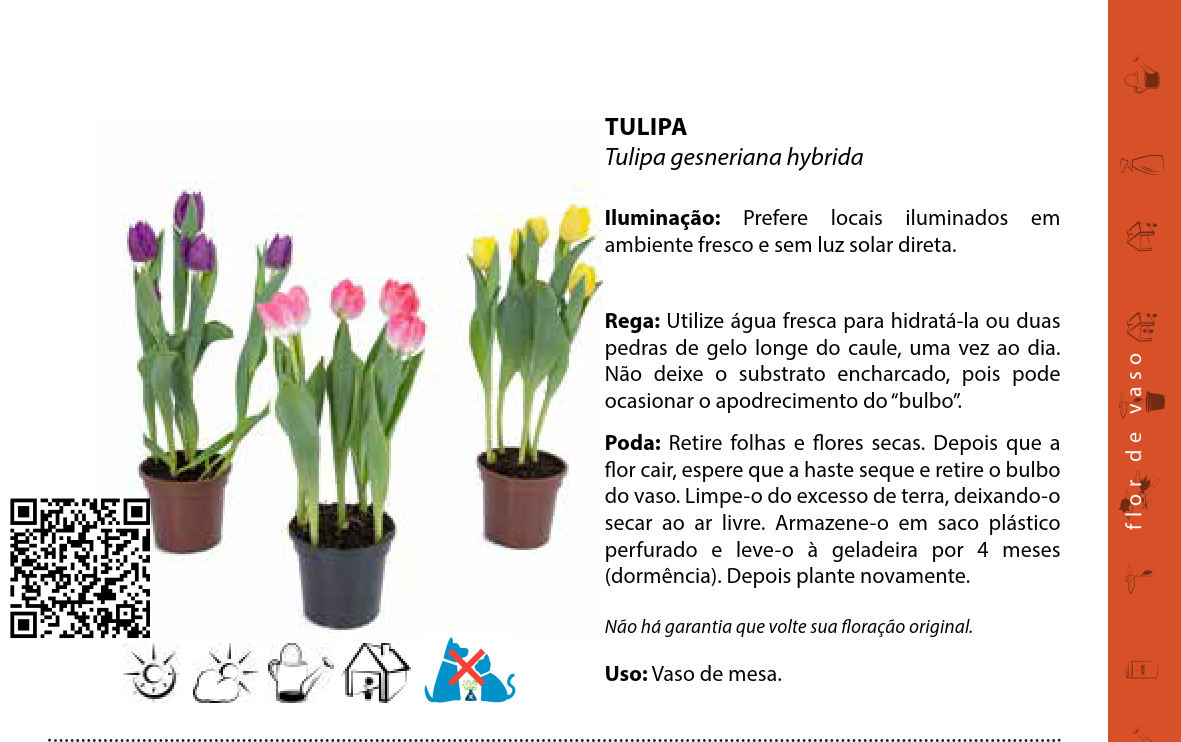 TULIPA
Tulipa gesneriana hybrida
Iluminação: Prefere locais iluminados em
ambiente fresco e sem luz solar direta.
Rega: Utilize água fresca para hidratá-la ou duas
pedras de gelo longe do caule, uma vez ao dia.
Não deixe o substrato encharcado, pois pode
ocasionar o apodrecimento do “bulbo”.
Poda: Retire folhas e flores secas. Depois que a
flor cair, espere que a haste seque e retire o bulbo
do vaso. Limpe-o do excesso de terra, deixando-o
secar ao ar livre. Armazene-o em saco plástico
perfurado e leve-o à geladeira por 4 meses
(dormência). Depois plante novamente.
Não há garantia que volte sua floração original.
Uso: Vaso de mesa.
flor de vaso